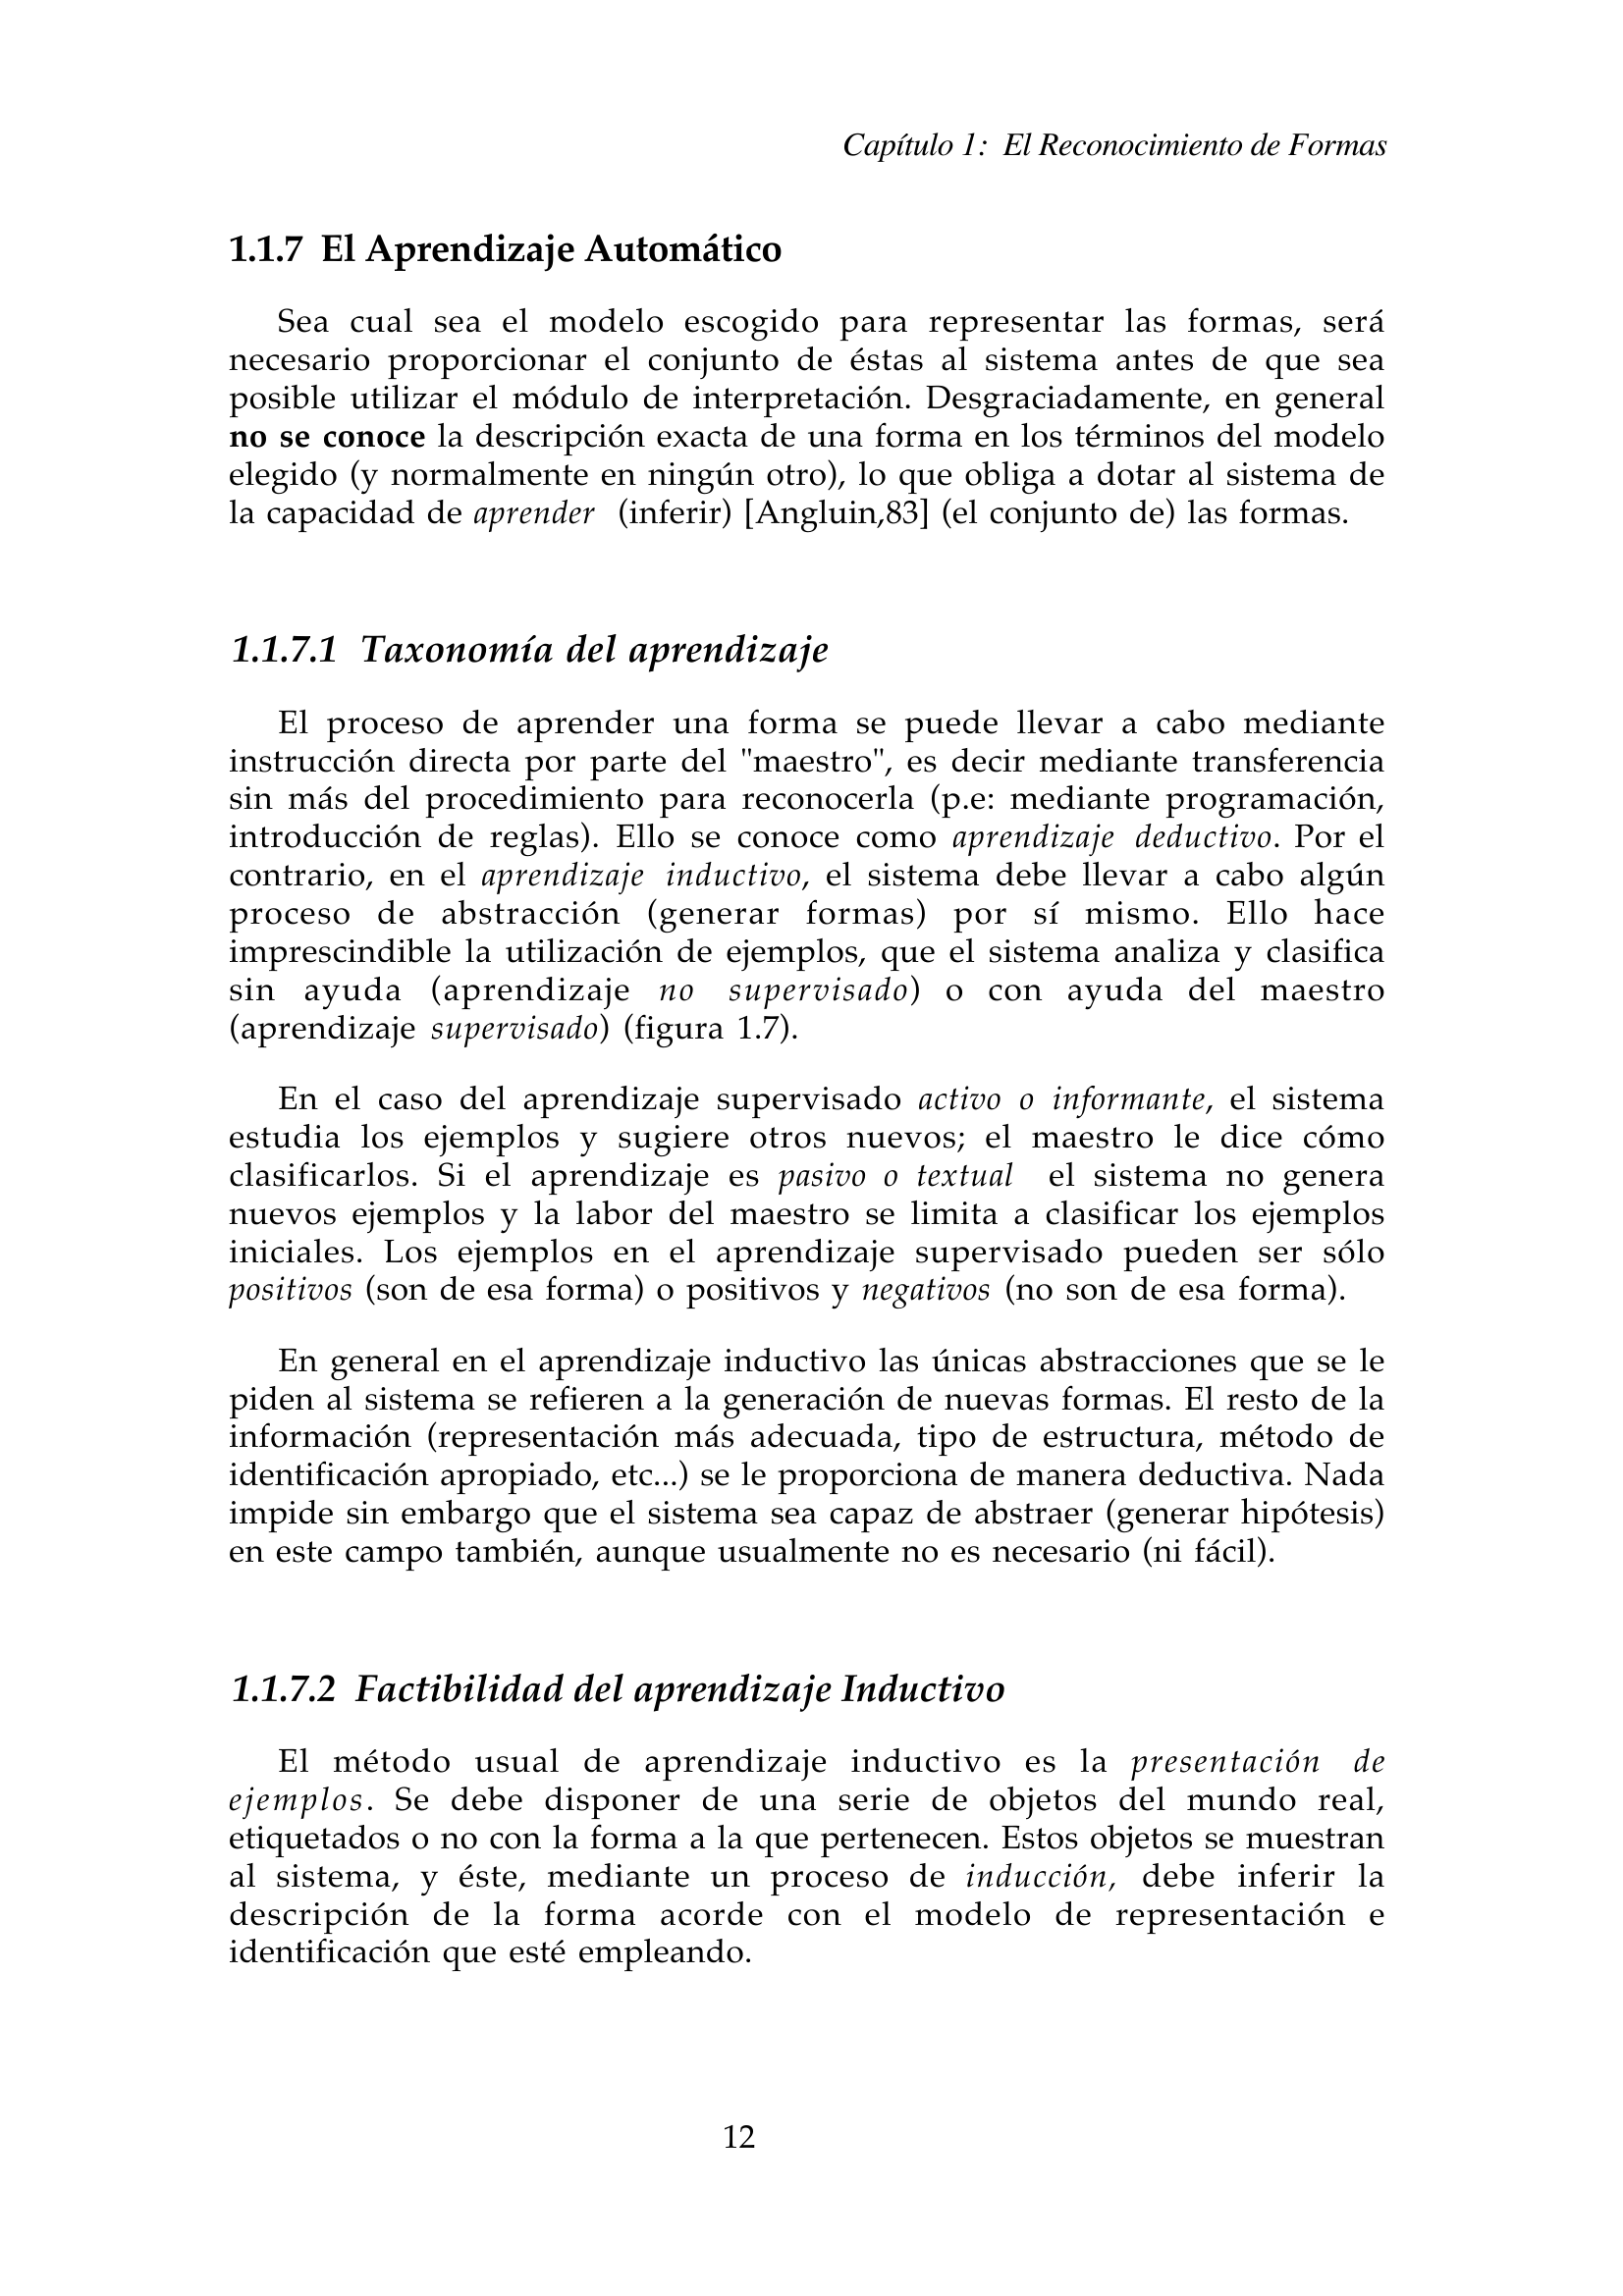 Capítulo 1: El Reconocimiento de Formas
1.1.7 El Aprendizaje Automático
Sea cual sea el modelo escogido para representar las formas, será
necesario proporcionar el conjunto de éstas al sistema antes de que sea
posible utilizar el módulo de interpretación. Desgraciadamente, en general
no se conoce la descripción exacta de una forma en los términos del modelo
elegido (y normalmente en ningún otro), lo que obliga a dotar al sistema de
la capacidad de aprender (inferir) [Angluin,83] (el conjunto de) las formas.
1.1.7.1 Taxonomía del aprendizaje
El proceso de aprender una forma se puede llevar a cabo mediante
instrucción directa por parte del "maestro", es decir mediante transferencia
sin más del procedimiento para reconocerla (p.e: mediante programación,
introducción de reglas). Ello se conoce como aprendizaje deductivo. Por el
contrario, en el aprendizaje inductivo, el sistema debe llevar a cabo algún
proceso de abstracción (generar formas) por sí mismo. Ello hace
imprescindible la utilización de ejemplos, que el sistema analiza y clasifica
sin ayuda (aprendizaje no supervisado) o con ayuda del maestro
(aprendizaje supervisado) (figura 1.7).
En el caso del aprendizaje supervisado activo o informante, el sistema
estudia los ejemplos y sugiere otros nuevos; el maestro le dice cómo
clasificarlos. Si el aprendizaje es pasivo o textual el sistema no genera
nuevos ejemplos y la labor del maestro se limita a clasificar los ejemplos
iniciales. Los ejemplos en el aprendizaje supervisado pueden ser sólo
positivos (son de esa forma) o positivos y negativos (no son de esa forma).
En general en el aprendizaje inductivo las únicas abstracciones que se le
piden al sistema se refieren a la generación de nuevas formas. El resto de la
información (representación más adecuada, tipo de estructura, método de
identificación apropiado, etc...) se le proporciona de manera deductiva. Nada
impide sin embargo que el sistema sea capaz de abstraer (generar hipótesis)
en este campo también, aunque usualmente no es necesario (ni fácil).
1.1.7.2 Factibilidad del aprendizaje Inductivo
El método usual de aprendizaje inductivo es la presentación de
ejemplos. Se debe disponer de una serie de objetos del mundo real,
etiquetados o no con la forma a la que pertenecen. Estos objetos se muestran
al sistema, y éste, mediante un proceso de inducción, debe inferir la
descripción de la forma acorde con el modelo de representación e
identificación que esté empleando.
12